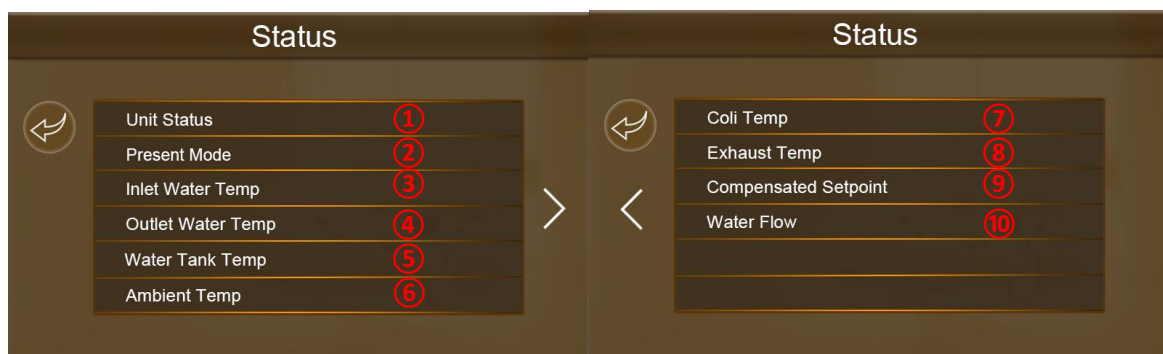 Status
Unit Status ①
Present Mode ②
Inlet Water Temp ③
Outlet Water Temp ④
Water Tank Temp ⑤
Ambient Temp ⑥
Status
Coli Temp ⑦
Exhaust Temp ⑧
Compensated Setpoint ⑨
Water Flow ⑩